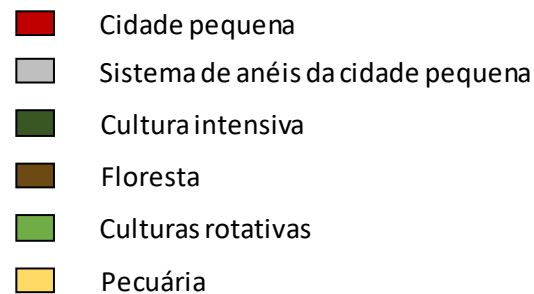 Cidade pequena
Sistema de anéis da cidade pequena
Cultura intensiva
Floresta
Culturas rotativas
Pecuária